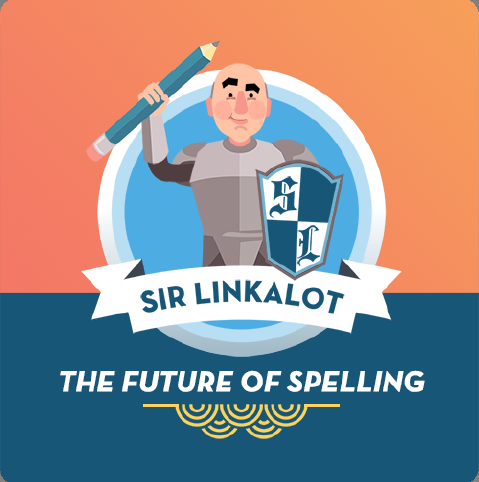 S
L
SIR LINKALOT
THE FUTURE OF SPELLING